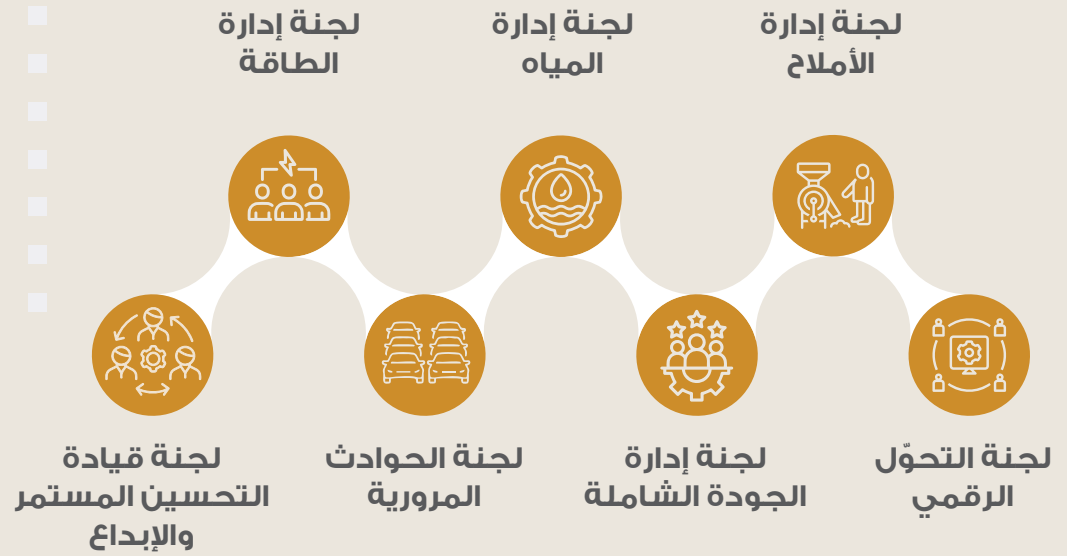 لجنة إدارة
الأملاح
لجنة إدارة
المياه
لجنة إدارة
الطاقة
لجنة التحوّل
الرقمي
لجنة إدارة
الجودة الشاملة
لجنة الحوادث
المرورية
لجنة قيادة
التحسين المستمر
والإبداع